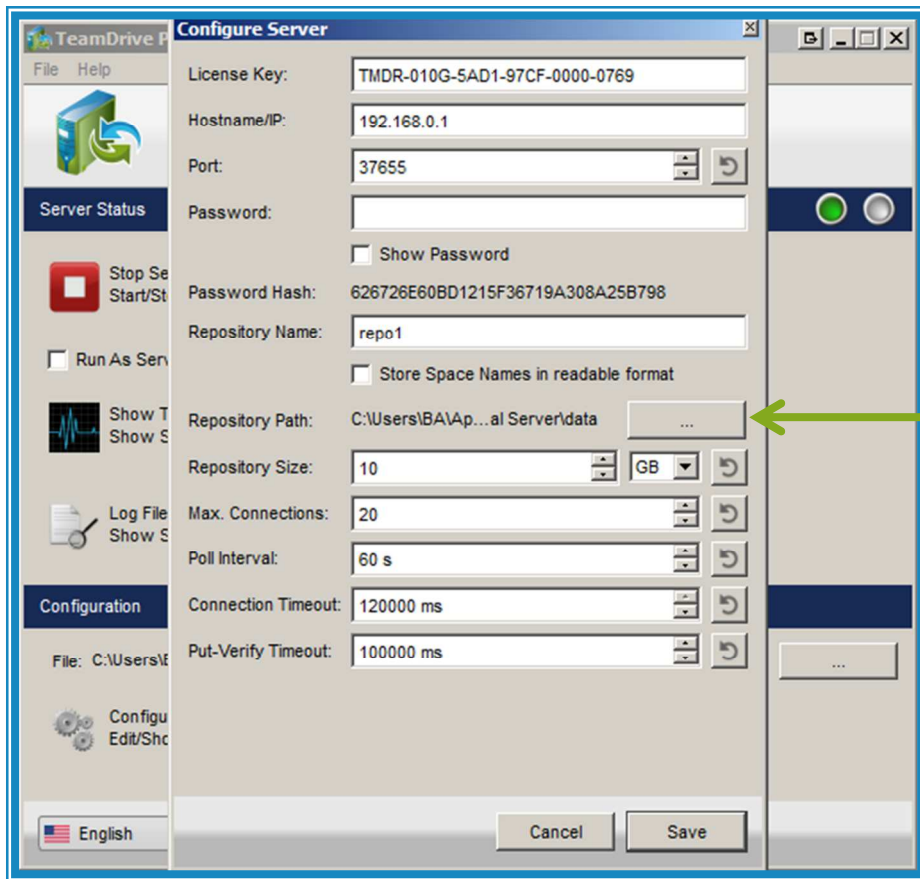 TeamDrive P
Configure Server
File Help
License Key: TMDR-010G-5AD1-97CF-0000-0769
Hostname/IP: 192.168.0.1
Port: 37655
Server Status
Password:
Show Password
Stop Se
Start/St
Password Hash: 626726E60BD1215F36719A308A25B798
Repository Name: repo1
Run As Serv
Store Space Names in readable format
Show T
Show S
Repository Path: C:\Users\BA\Ap...al Server\data ...
Repository Size: 10 GB
Log File
Show S
Max. Connections: 20
Poll Interval: 60 s
Configuration
Connection Timeout: 120000 ms
Put-Verify Timeout: 100000 ms
File: C:\Users\E
...
Configu
Edit/Sho
English
Cancel Save